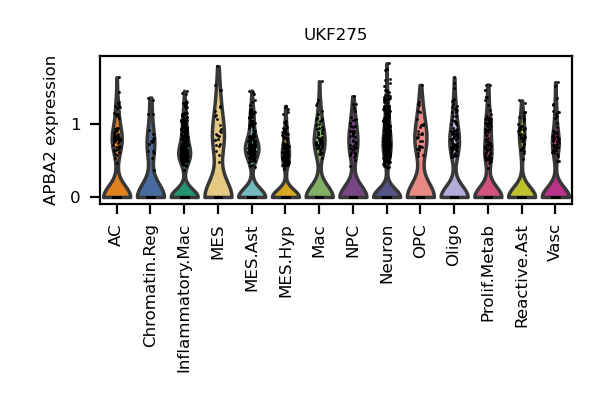 UKF275
APBA2 expression
1
0
AC
Chromatin.Reg
Inflammatory.Mac
MES
MES.Ast
MES.Hyp
Mac
NPC
Neuron
OPC
Oligo
Prolif.Metab
Reactive.Ast
Vasc